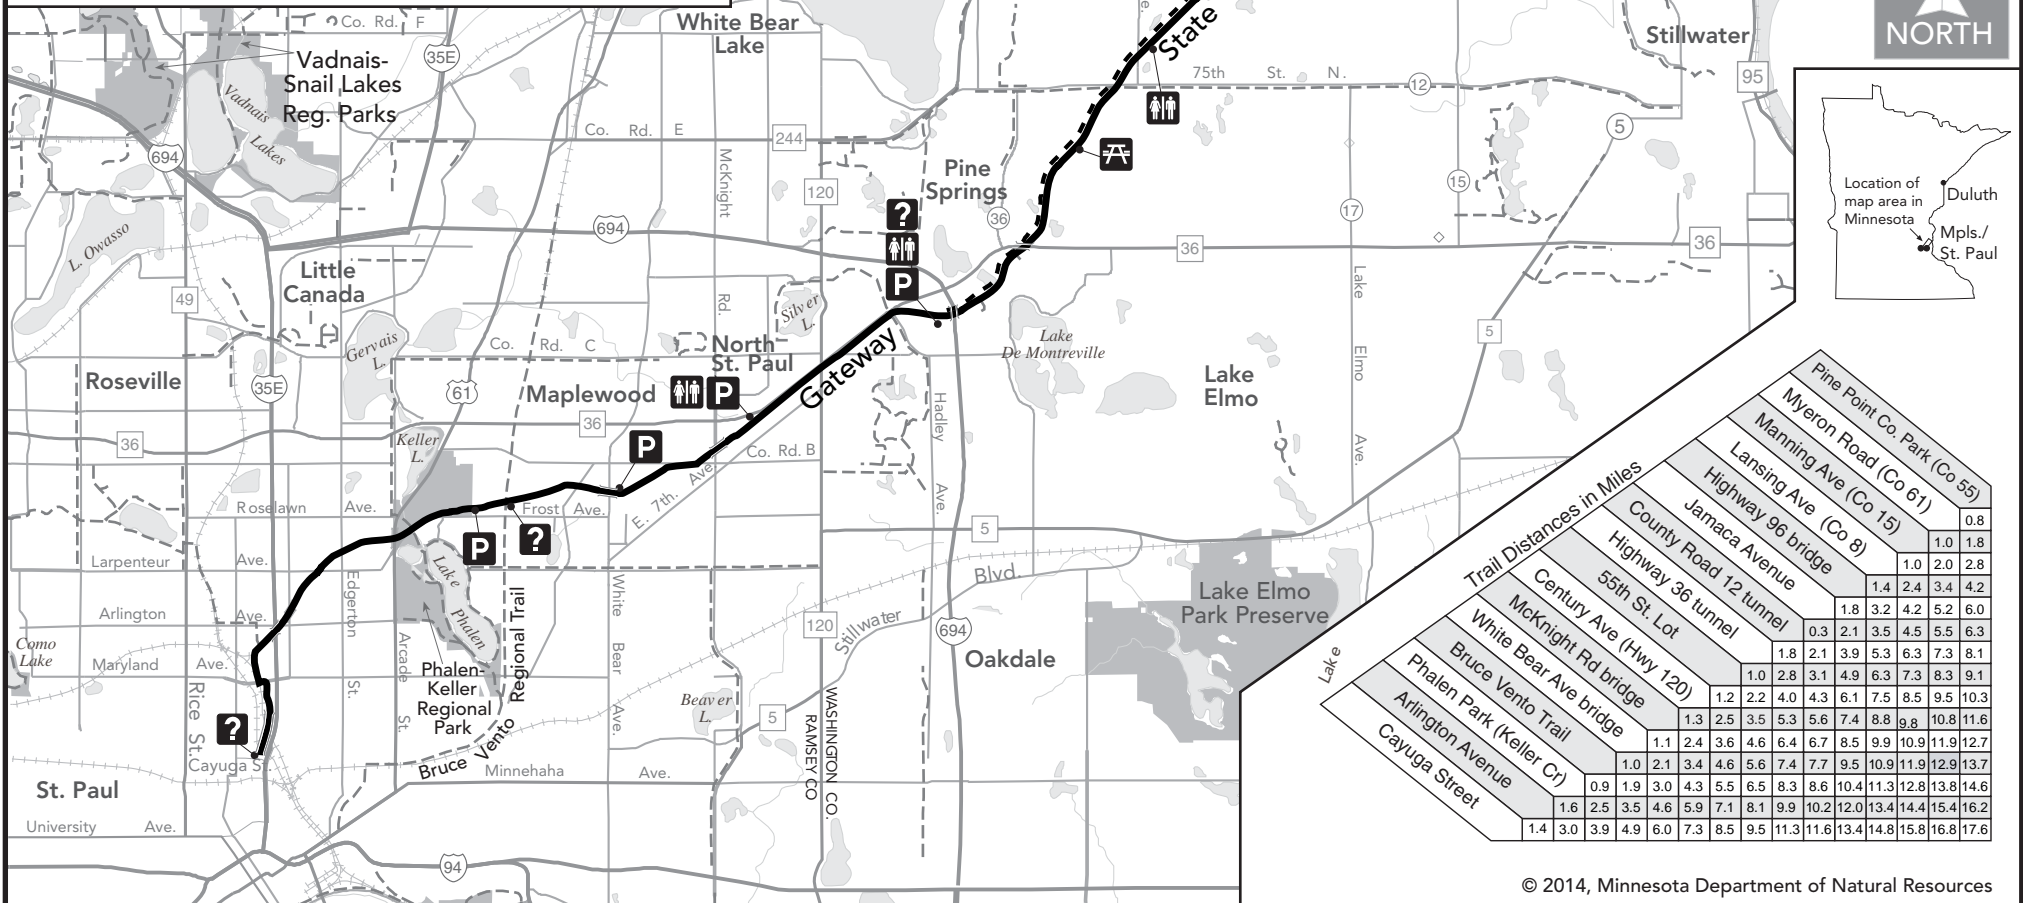 Co. Rd. F
35E
White Bear
Lake
State
Stillwater
NORTH
Vadnais-
Snail Lakes
Reg. Parks
Vadnais
Lakes
694
75th St. N.
12
95
Co. Rd. E
244
5
McKnight
Rd.
120
Pine
Springs
36
15
17
Location of
map area in
Minnesota
Duluth
Mpls./
St. Paul
L. Owasso
?
694
36
36
P
Little
Canada
49
Silver
L.
Lake
Elmo
Ave.
5
Gervais
L.
Co. Rd. C
North
St. Paul
Gateway
Lake
De Montreville
Roseville
35E
61
Maplewood
P
Lake
Elmo
Hadley
Ave.
36
36
Keller
L.
P
Co. Rd. B
E. 7th. Ave.
Roselawn Ave.
Frost Ave.
P
?
5
Larpenteur Ave.
Edgerton
St.
Lake
Phalen
Regional Trail
White
Bear
Ave.
Blvd.
Stillwater
Lake Elmo
Park Preserve
Arlington Ave.
120
694
Oakdale
Como
Lake
Maryland Ave.
Arcade
St.
Phalen-
Keller
Regional
Park
Lake
Rice St.
?
Beaver
L.
5
WASHINGTON CO.
RAMSEY CO
Cayuga St.
Bruce Vento
Minnehaha Ave.
St. Paul
University Ave.
94
Trail Distances in Miles
Pine Point Co. Park (Co 55)
Myeron Road (Co 61)
Manning Ave (Co 15)
Lansing Ave (Co 8)
Highway 96 bridge
Jamaca Avenue
County Road 12 tunnel
Highway 36 tunnel
55th St. Lot
Century Ave (Hwy 120)
McKnight Rd bridge
White Bear Ave bridge
Bruce Vento Trail
Phalen Park (Keller Cr)
Arlington Avenue
Cayuga Street
0.8
1.0 1.8
1.0 2.0 2.8
1.4 2.4 3.4 4.2
1.8 3.2 4.2 5.2 6.0
0.3 2.1 3.5 4.5 5.5 6.3
1.8 2.1 3.9 5.3 6.3 7.3 8.1
1.0 2.8 3.1 4.9 6.3 7.3 8.3 9.1
1.2 2.2 4.0 4.3 6.1 7.5 8.5 9.5 10.3
1.3 2.5 3.5 5.3 5.6 7.4 8.8 9.8 10.8 11.6
1.1 2.4 3.6 4.6 6.4 6.7 8.5 9.9 10.9 11.9 12.7
1.0 2.1 3.4 4.6 5.6 7.4 7.7 9.5 10.9 11.9 12.9 13.7
0.9 1.9 3.0 4.3 5.5 6.5 8.3 8.6 10.4 11.3 12.8 13.8 14.6
1.6 2.5 3.5 4.6 5.9 7.1 8.1 9.9 10.2 12.0 13.4 14.4 15.4 16.2
1.4 3.0 3.9 4.9 6.0 7.3 8.5 9.5 11.3 11.6 13.4 14.8 15.8 16.8 17.6
© 2014, Minnesota Department of Natural Resources